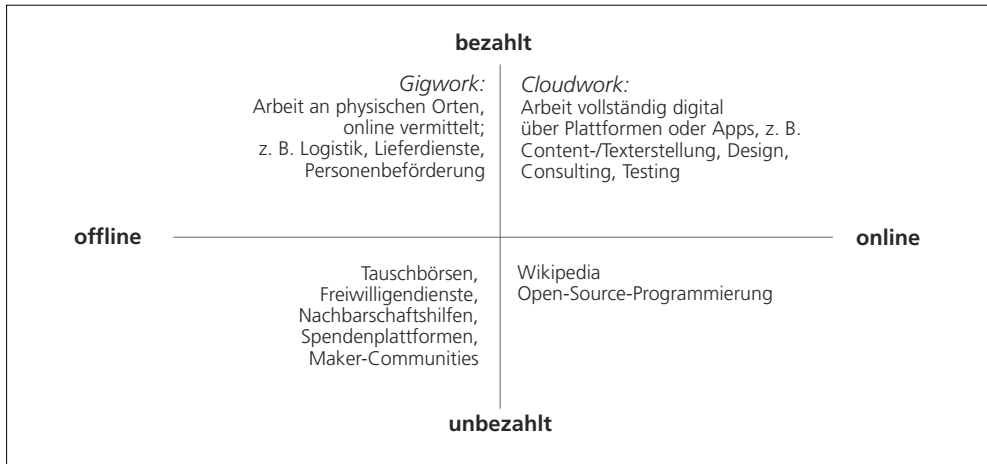 bezahlt
Gigwork:
Arbeit an physischen Orten,
online vermittelt;
z. B. Logistik, Lieferdienste,
Personenbeförderung
Cloudwork:
Arbeit vollständig digital
über Plattformen oder Apps, z. B.
Content-/Texterstellung, Design,
Consulting, Testing
offline
online
Tauschbörsen,
Freiwilligendienste,
Nachbarschaftshilfen,
Spendenplattformen,
Maker-Communities
Wikipedia
Open-Source-Programmierung
unbezahlt